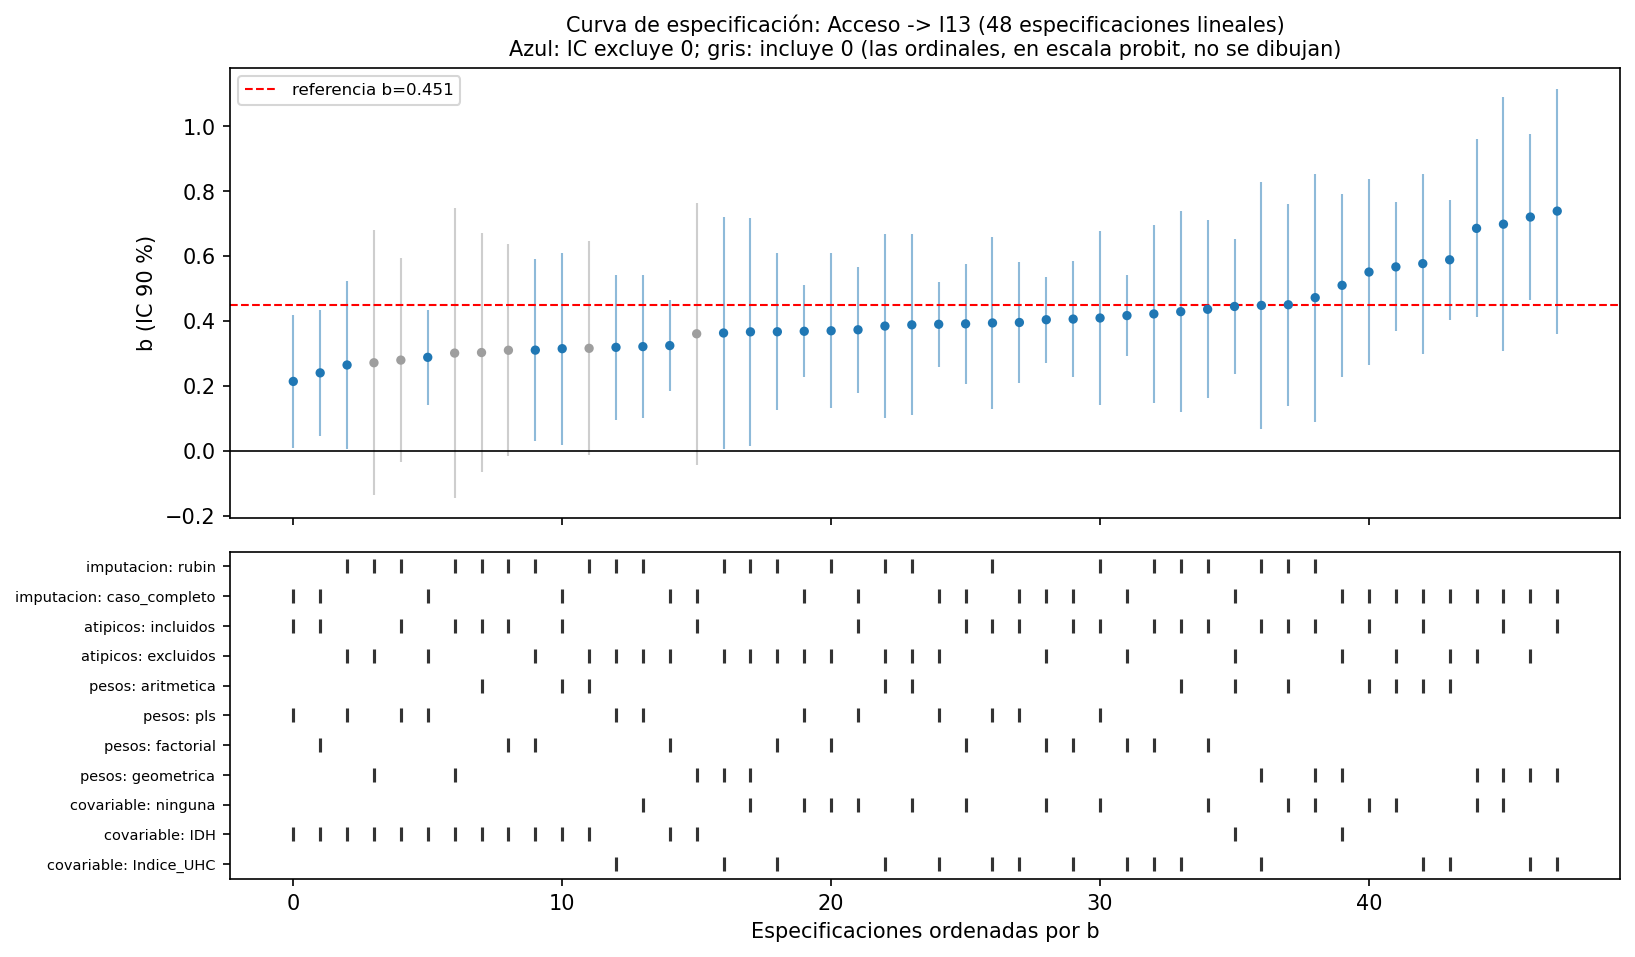 Curva de especificación: Acceso -> I13 (48 especificaciones lineales)
Azul: IC excluye 0; gris: incluye 0 (las ordinales, en escala probit, no se dibujan)
referencia b=0.451
b (IC 90 %)
1.0
0.8
0.6
0.4
0.2
0.0
−0.2
imputacion: rubin
imputacion: caso_completo
atipicos: incluidos
atipicos: excluidos
pesos: aritmetica
pesos: pls
pesos: factorial
pesos: geometrica
covariable: ninguna
covariable: IDH
covariable: Indice_UHC
0 10 20 30 40
Especificaciones ordenadas por b